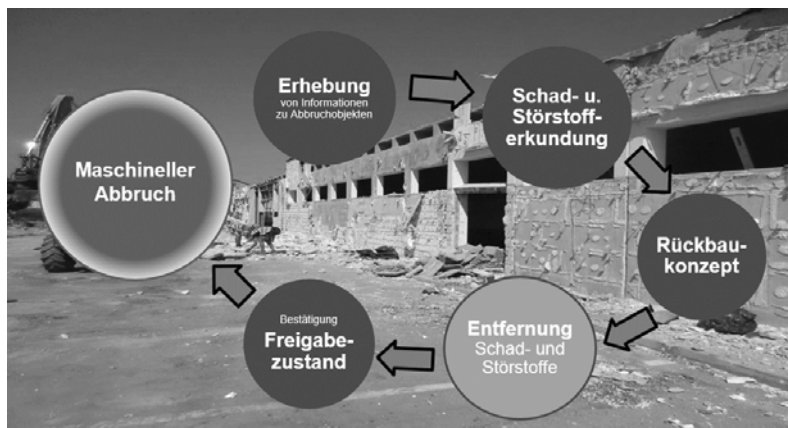 Erhebung
von Informationen
zu Abbruchobjekten
Schad- u.
Störstoff-
erkundung
Rückbau-
konzept
Entfernung
Schad- und
Störstoffe
Bestätigung
Freigabe-
zustand
Maschineller
Abbruch